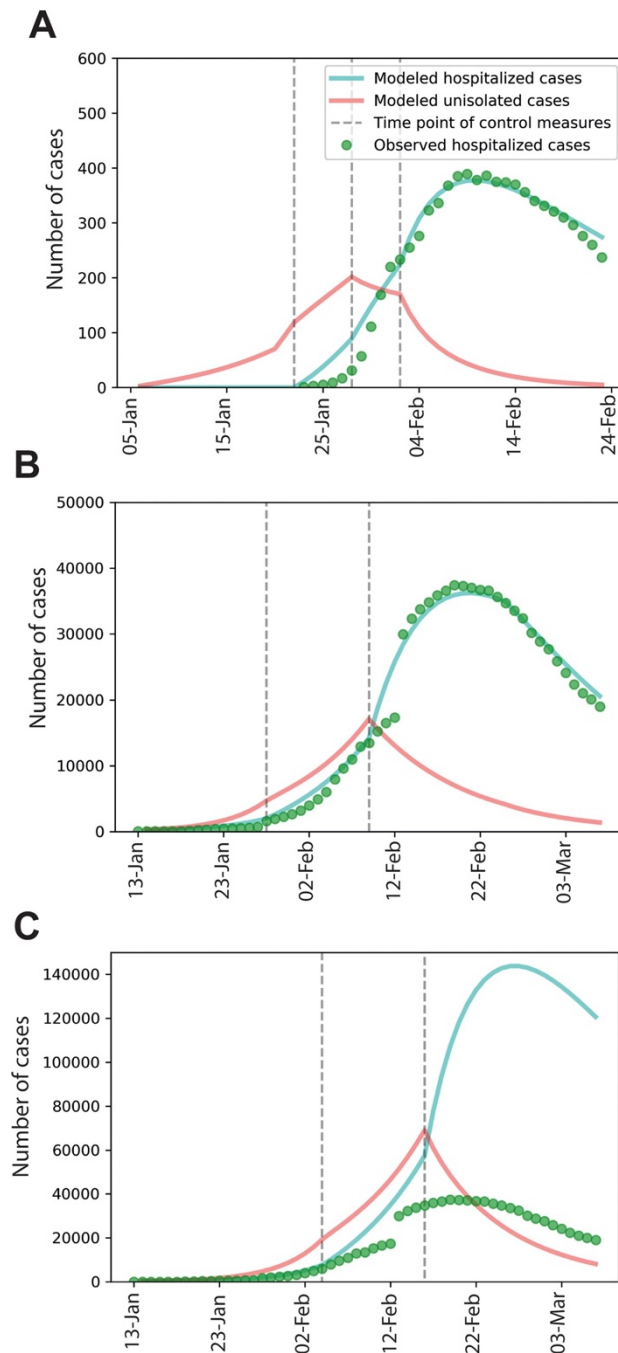 A
Number of cases
600
500
400
300
200
100
0
Modeled hospitalized cases
Modeled unisolated cases
Time point of control measures
Observed hospitalized cases
05-Jan
15-Jan
25-Jan
04-Feb
14-Feb
24-Feb
B
Number of cases
50000
40000
30000
20000
10000
0
13-Jan
23-Jan
02-Feb
12-Feb
22-Feb
03-Mar
C
Number of cases
140000
120000
100000
80000
60000
40000
20000
0
13-Jan
23-Jan
02-Feb
12-Feb
22-Feb
03-Mar